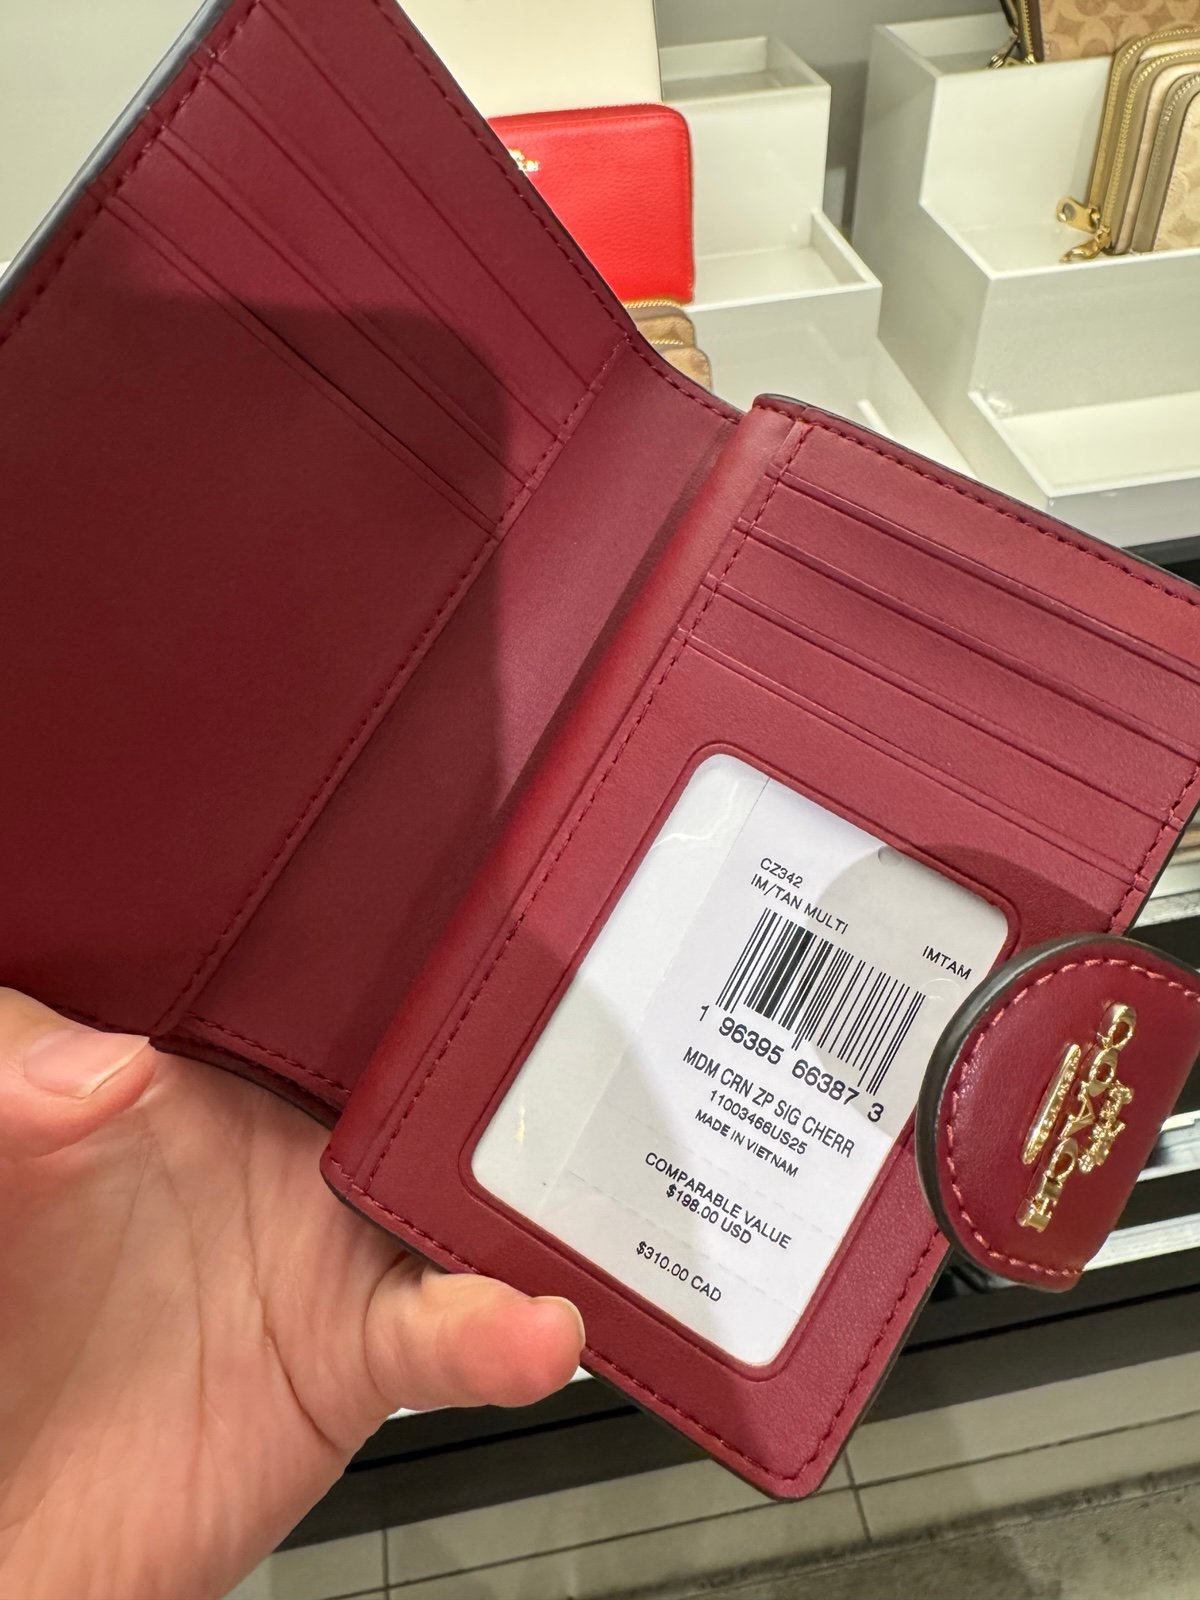 CZ342
IM/TAN MULTI
IMTAM
1 96395 66387 3
MDM CRN ZP SIG CHERR
11003466US25
MADE IN VIETNAM
COMPARABLE VALUE
$198.00 USD
$310.00 CAD
COACH